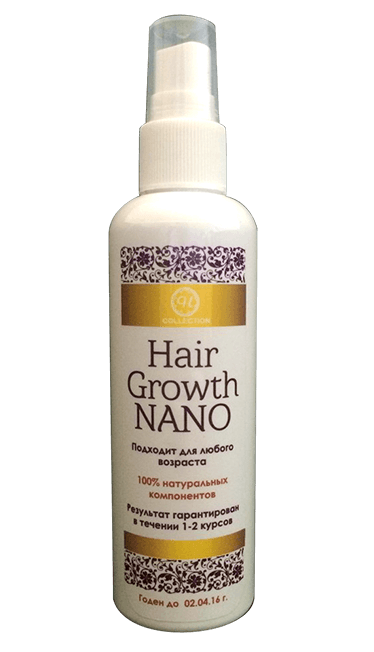 COLLECTION
Hair
Growth
NANO
Подходит для любого
возраста
100% натуральных
компонентов
Результат гарантирован
в течении 1-2 курсов
Годен до 02.04.16 г.